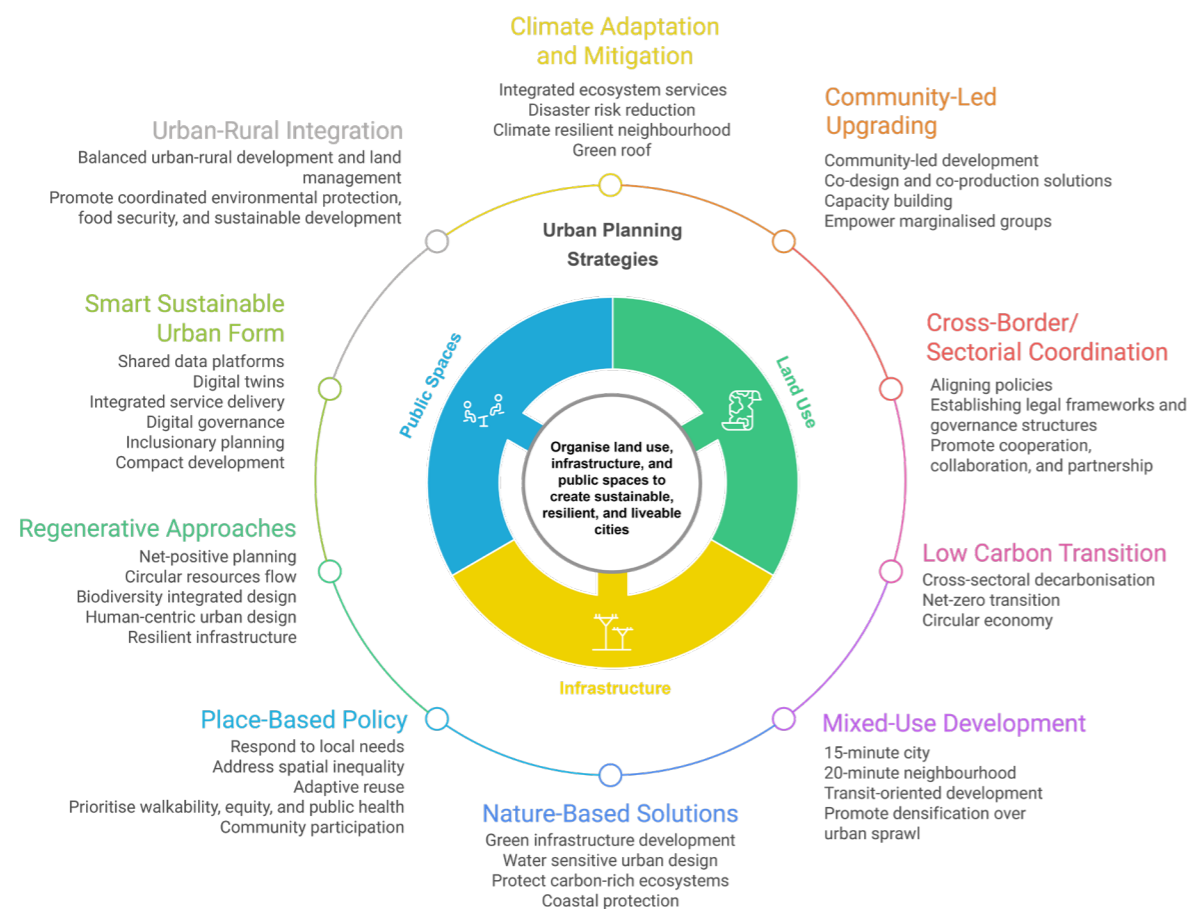 Climate Adaptation
and Mitigation
Integrated ecosystem services
Disaster risk reduction
Climate resilient neighbourhood
Green roof
Community-Led
Upgrading
Community-led development
Co-design and co-production solutions
Capacity building
Empower marginalised groups
Cross-Border/
Sectorial Coordination
Aligning policies
Establishing legal frameworks and
governance structures
Promote cooperation,
collaboration, and partnership
Low Carbon Transition
Cross-sectoral decarbonisation
Net-zero transition
Circular economy
Mixed-Use Development
15-minute city
20-minute neighbourhood
Transit-oriented development
Promote densification over
urban sprawl
Nature-Based Solutions
Green infrastructure development
Water sensitive urban design
Protect carbon-rich ecosystems
Coastal protection
Place-Based Policy
Respond to local needs
Address spatial inequality
Adaptive reuse
Prioritise walkability, equity, and public health
Community participation
Regenerative Approaches
Net-positive planning
Circular resources flow
Biodiversity integrated design
Human-centric urban design
Resilient infrastructure
Smart Sustainable
Urban Form
Shared data platforms
Digital twins
Integrated service delivery
Digital governance
Inclusionary planning
Compact development
Urban-Rural Integration
Balanced urban-rural development and land
management
Promote coordinated environmental protection,
food security, and sustainable development
Urban Planning
Strategies
Public Spaces
Land Use
Infrastructure
Organise land use,
infrastructure, and
public spaces to
create sustainable,
resilient, and liveable
cities